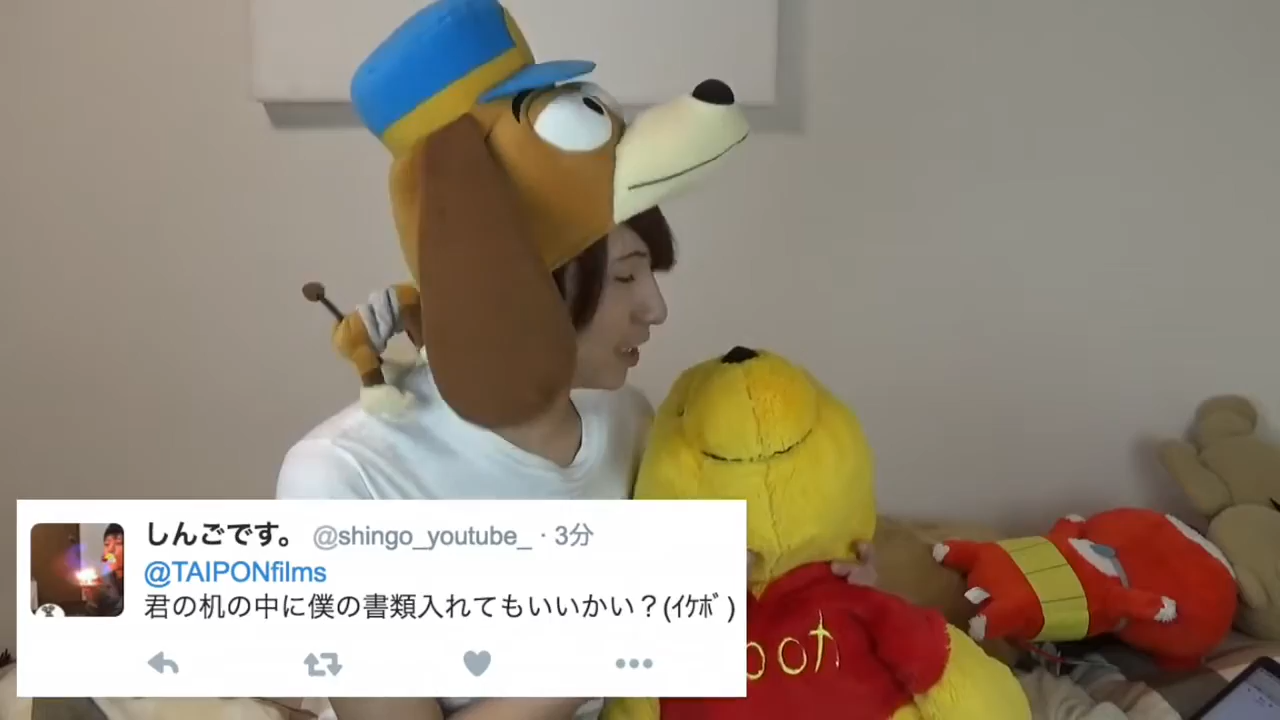 しんごです。 @shingo_youtube_ · 3分
@TAIPONfilms
君の机の中に僕の書類入れてもいいかい？(ｲｹﾎﾞ)
ooh